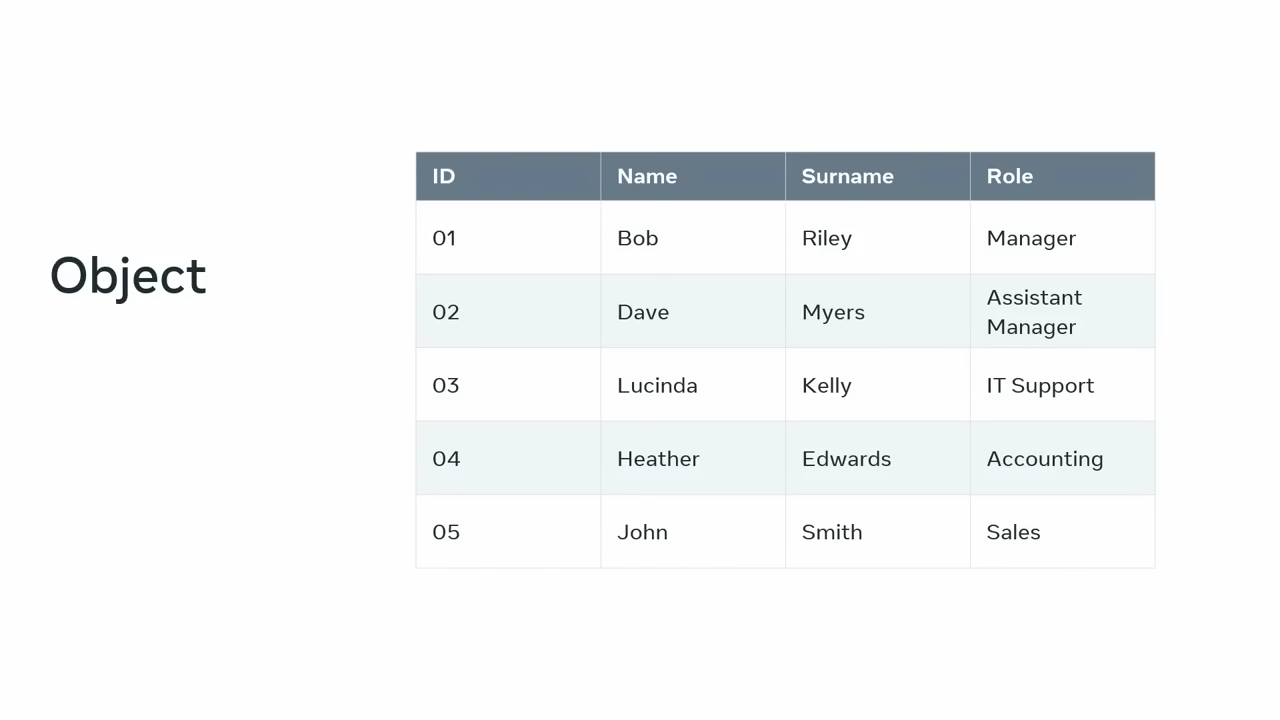 Object
ID Name Surname Role
01 Bob Riley Manager
02 Dave Myers Assistant Manager
03 Lucinda Kelly IT Support
04 Heather Edwards Accounting
05 John Smith Sales